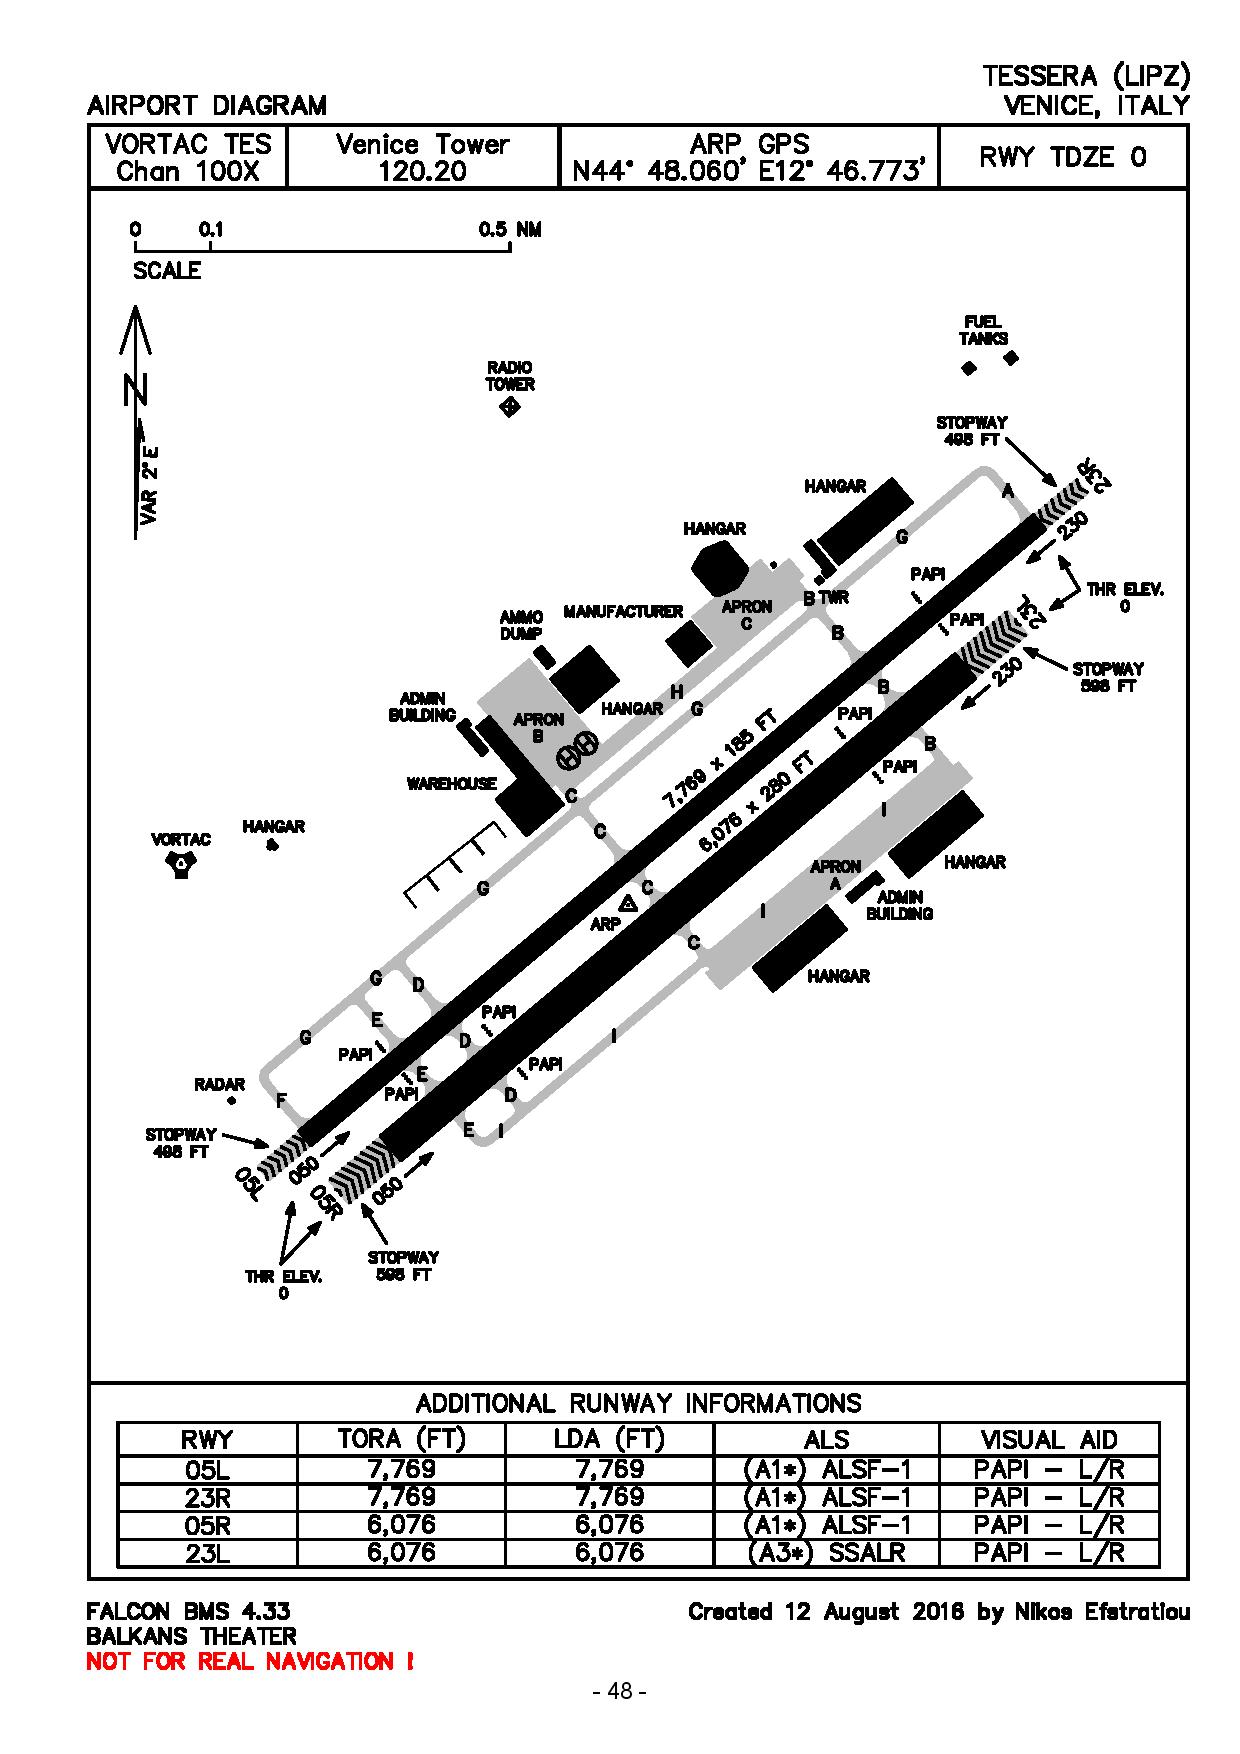 TESSERA (LIPZ)
AIRPORT DIAGRAM
VENICE, ITALY
VORTAC TES
Chan 100X
Venice Tower
120.20
ARP GPS
N44° 48.060' E12° 46.773'
RWY TDZE 0
0 0.1 0.5 NM
SCALE
N
VAR 2°E
FUEL
TANKS
RADIO
TOWER
STOPWAY
498 FT
23R
230
A
HANGAR
G
HANGAR
PAPI
THR ELEV.
0
AMMO
DUMP
MANUFACTURER
APRON
C
B
TWR
B
PAPI
23L
230
STOPWAY
598 FT
H
B
ADMIN
BUILDING
APRON
B
HANGAR
G
H
H
PAPI
B
7,769 x 185 FT
6,076 x 280 FT
PAPI
WAREHOUSE
C
I
VORTAC
HANGAR
C
HANGAR
APRON
A
G
C
ADMIN
BUILDING
ARP
I
C
HANGAR
G
D
E
PAPI
G
D
I
PAPI
PAPI
E
RADAR
PAPI
F
D
E
I
STOPWAY
498 FT
05L
050
05R
050
STOPWAY
598 FT
THR ELEV.
0
ADDITIONAL RUNWAY INFORMATIONS
RWY TORA (FT) LDA (FT) ALS VISUAL AID
05L 7,769 7,769 (A1*) ALSF-1 PAPI - L/R
23R 7,769 7,769 (A1*) ALSF-1 PAPI - L/R
05R 6,076 6,076 (A1*) ALSF-1 PAPI - L/R
23L 6,076 6,076 (A3*) SSALR PAPI - L/R
FALCON BMS 4.33
Created 12 August 2016 by Nikos Efstratiou
BALKANS THEATER
NOT FOR REAL NAVIGATION !
- 48 -